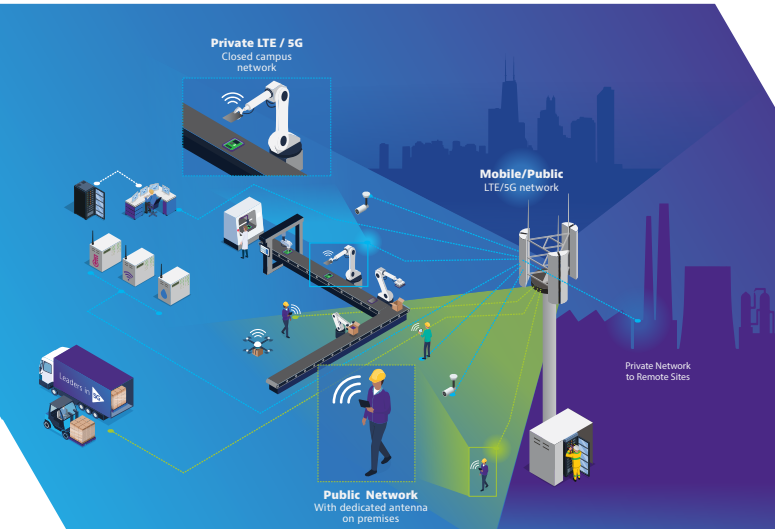 Private LTE / 5G
Closed campus
network
Mobile/Public
LTE/5G network
Private Network
to Remote Sites
Leaders in 5G
Public Network
With dedicated antenna
on premises